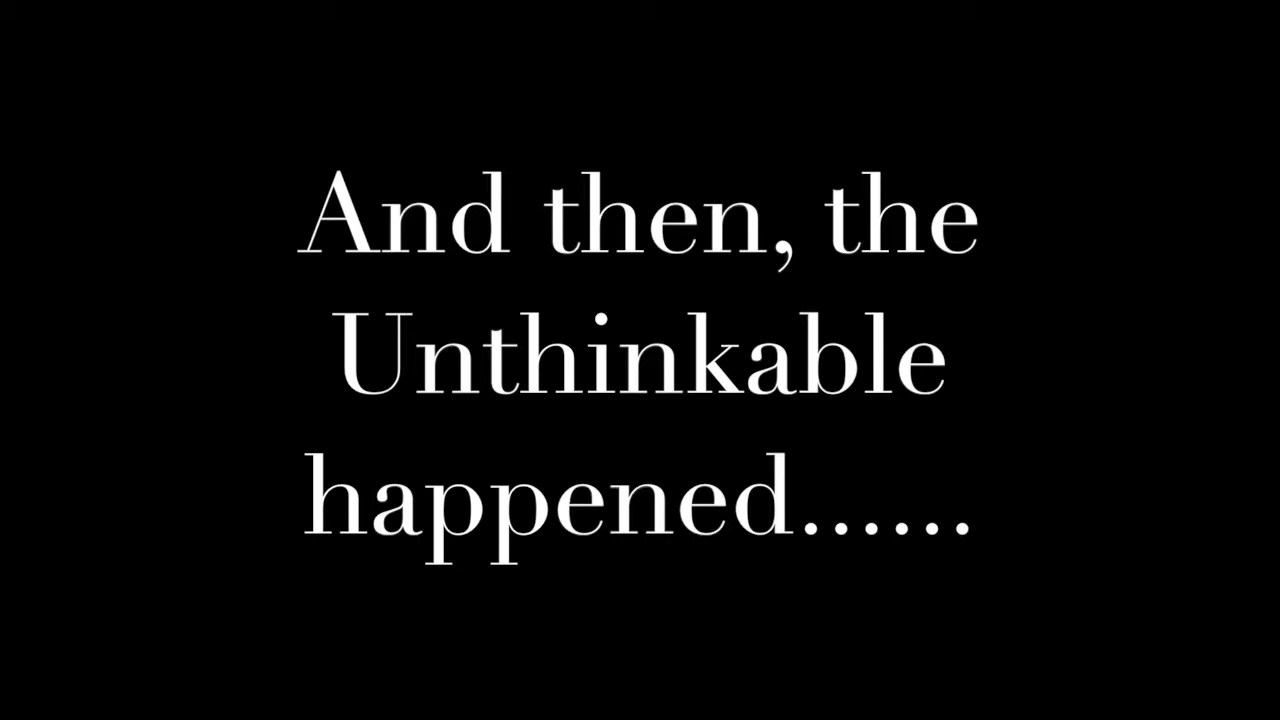 And then, the
Unthinkable
happened......